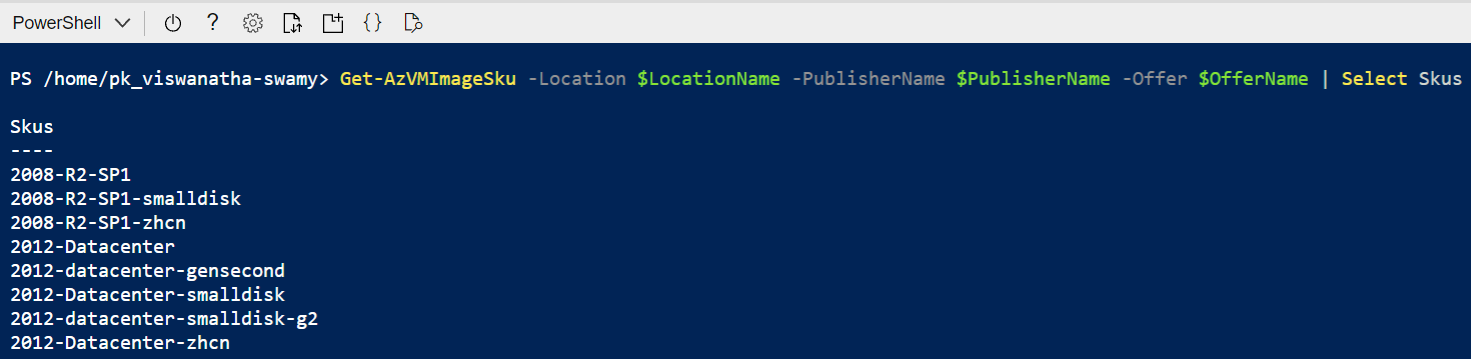 PowerShell
PS /home/pk_viswanatha-swamy> Get-AzVMImageSku -Location $LocationName -PublisherName $PublisherName -Offer $OfferName | Select Skus
Skus
----
2008-R2-SP1
2008-R2-SP1-smalldisk
2008-R2-SP1-zhcn
2012-Datacenter
2012-datacenter-gensecond
2012-Datacenter-smalldisk
2012-datacenter-smalldisk-g2
2012-Datacenter-zhcn